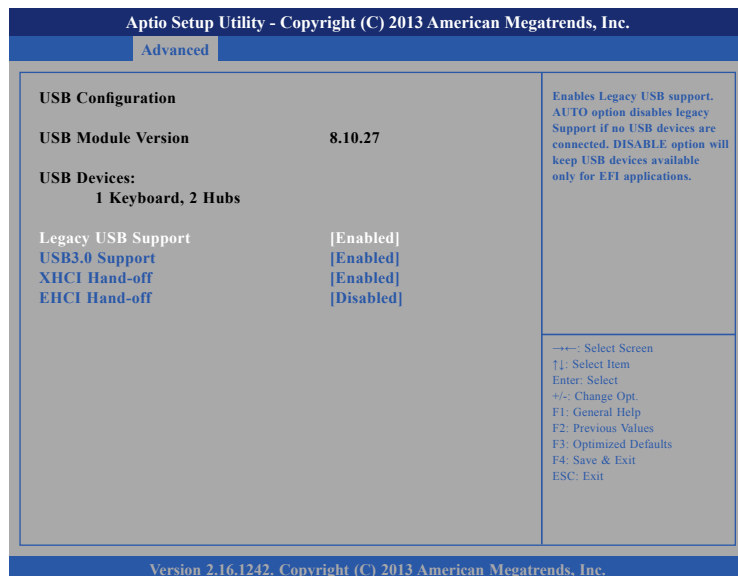 Aptio Setup Utility - Copyright (C) 2013 American Megatrends, Inc.
Advanced
USB Configuration
USB Module Version 8.10.27
USB Devices:
1 Keyboard, 2 Hubs
Legacy USB Support [Enabled]
USB3.0 Support [Enabled]
XHCI Hand-off [Enabled]
EHCI Hand-off [Disabled]
Enables Legacy USB support.
AUTO option disables legacy
Support if no USB devices are
connected. DISABLE option will
keep USB devices available
only for EFI applications.
→←: Select Screen
↑↓: Select Item
Enter: Select
+/-: Change Opt.
F1: General Help
F2: Previous Values
F3: Optimized Defaults
F4: Save & Exit
ESC: Exit
Version 2.16.1242. Copyright (C) 2013 American Megatrends, Inc.